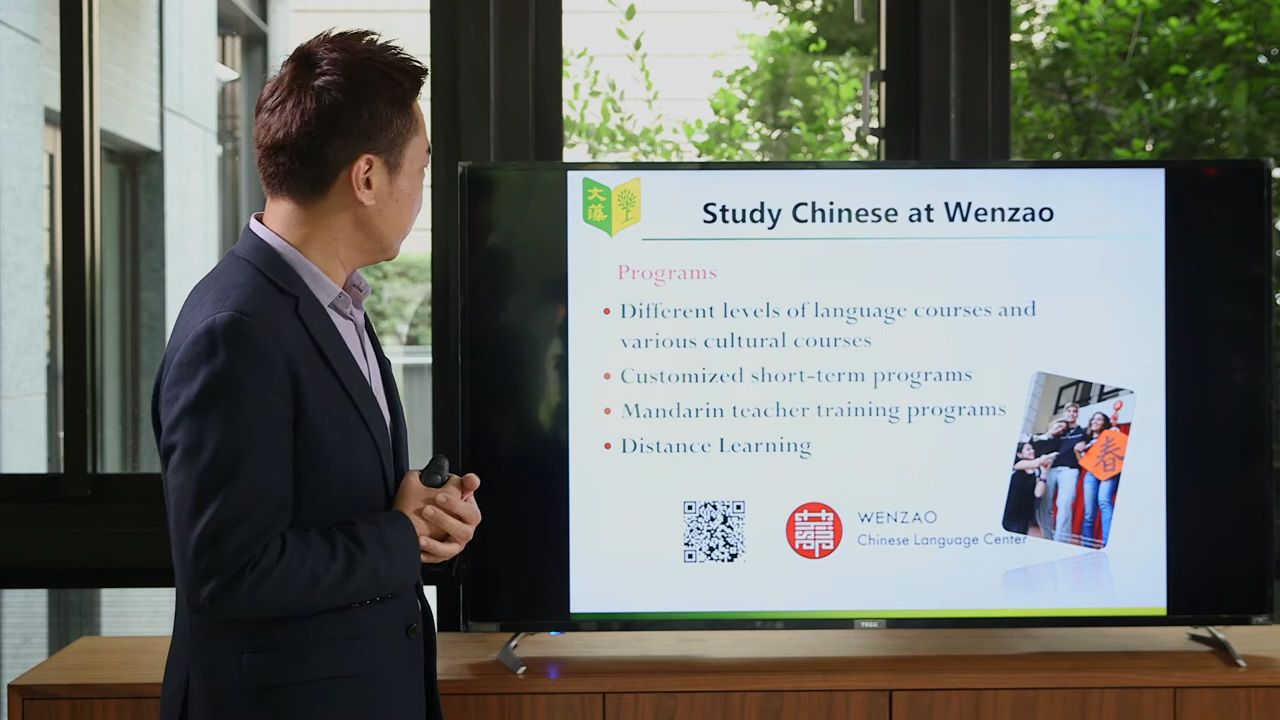 文藻
Study Chinese at Wenzao
Programs
• Different levels of language courses and
various cultural courses
• Customized short-term programs
• Mandarin teacher training programs
• Distance Learning
春
WENZAO
Chinese Language Center
TECO